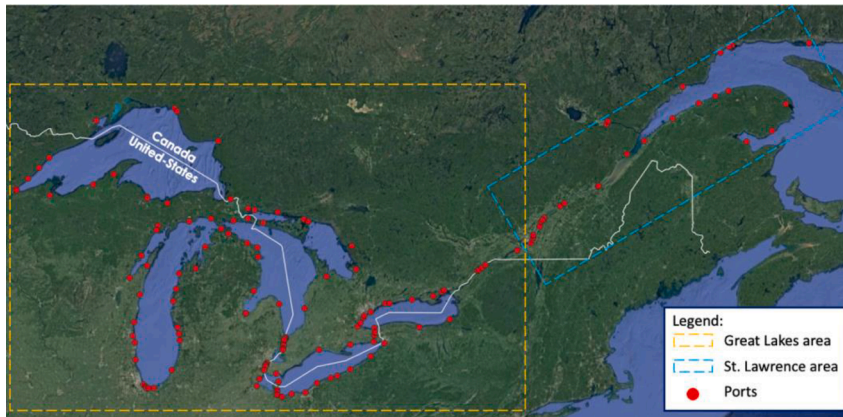 Canada
United-States
Legend:
Great Lakes area
St. Lawrence area
Ports